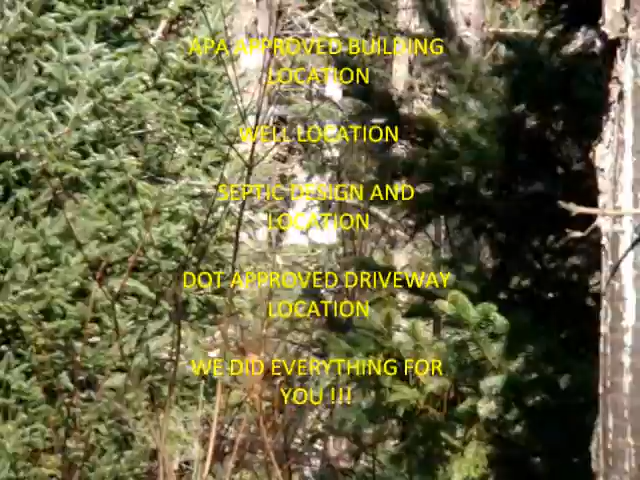 APA APPROVED BUILDING
LOCATION
WELL LOCATION
SEPTIC DESIGN AND
LOCATION
DOT APPROVED DRIVEWAY
LOCATION
WE DID EVERYTHING FOR
YOU !!!